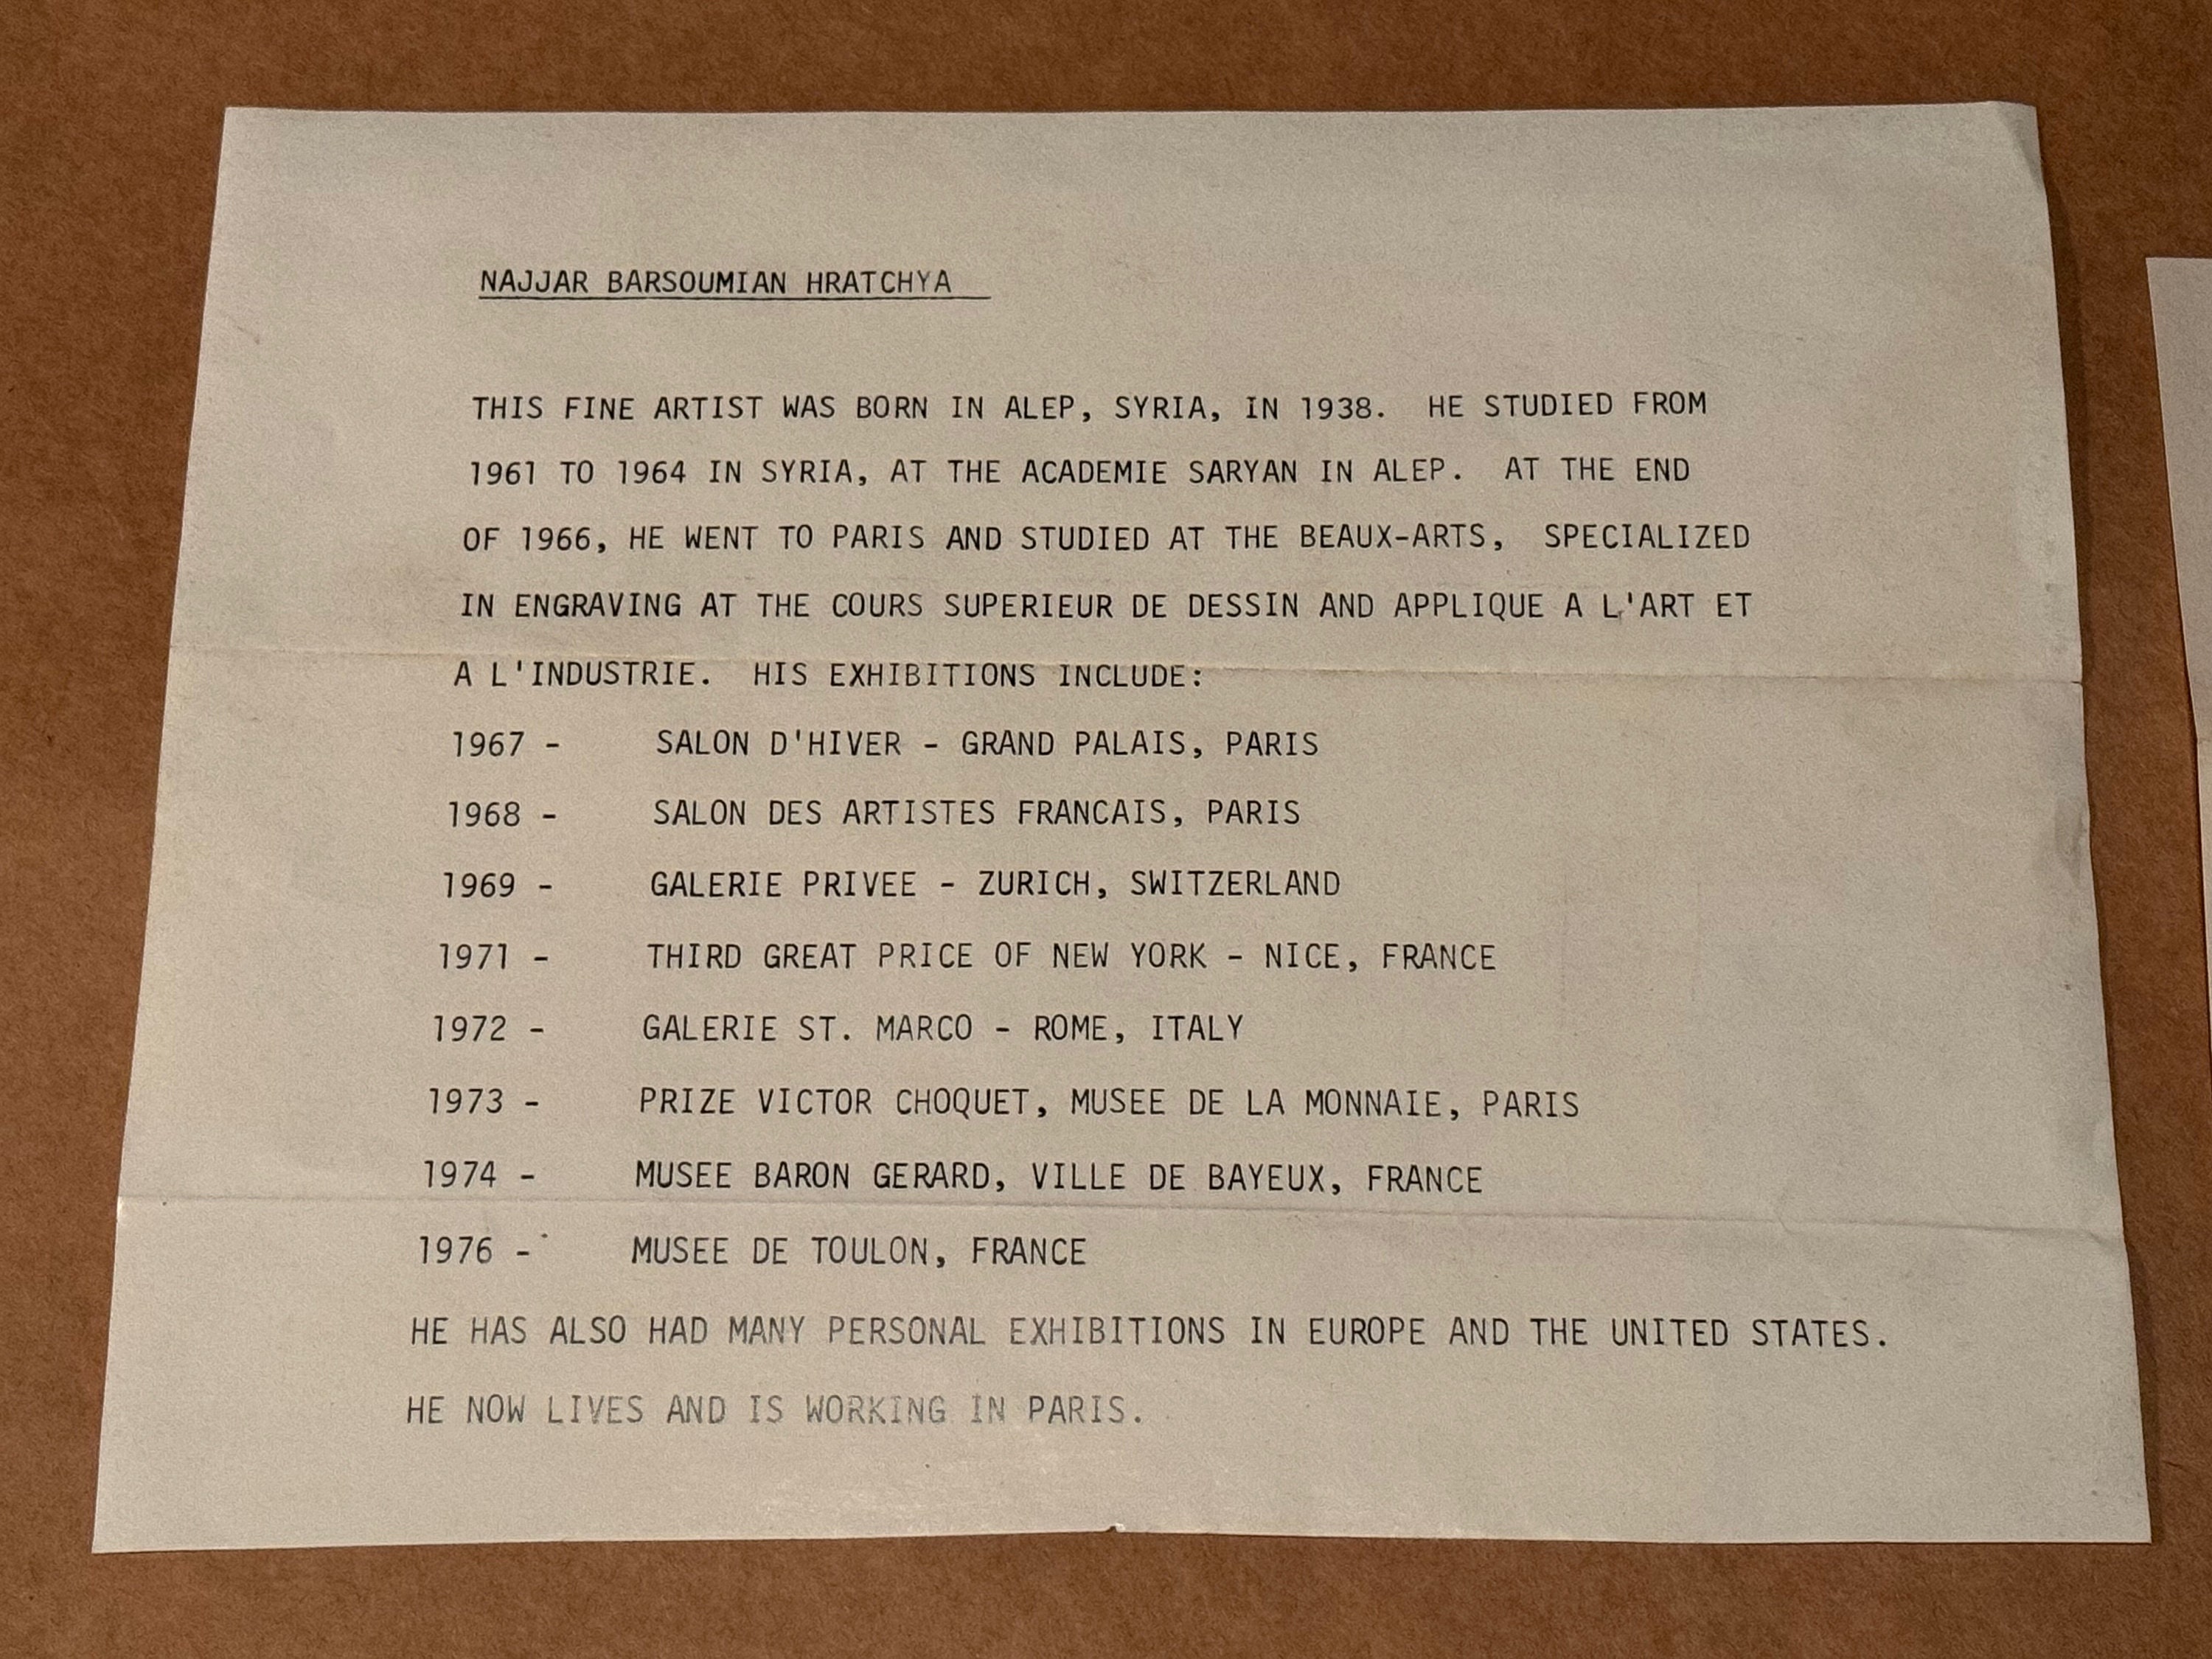 NAJJAR BARSOUMIAN HRATCHYA
THIS FINE ARTIST WAS BORN IN ALEP, SYRIA, IN 1938. HE STUDIED FROM
1961 TO 1964 IN SYRIA, AT THE ACADEMIE SARYAN IN ALEP. AT THE END
OF 1966, HE WENT TO PARIS AND STUDIED AT THE BEAUX-ARTS, SPECIALIZED
IN ENGRAVING AT THE COURS SUPERIEUR DE DESSIN AND APPLIQUE A L'ART ET
A L'INDUSTRIE. HIS EXHIBITIONS INCLUDE:
1967 - SALON D'HIVER - GRAND PALAIS, PARIS
1968 - SALON DES ARTISTES FRANCAIS, PARIS
1969 - GALERIE PRIVEE - ZURICH, SWITZERLAND
1971 - THIRD GREAT PRICE OF NEW YORK - NICE, FRANCE
1972 - GALERIE ST. MARCO - ROME, ITALY
1973 - PRIZE VICTOR CHOQUET, MUSEE DE LA MONNAIE, PARIS
1974 - MUSEE BARON GERARD, VILLE DE BAYEUX, FRANCE
1976 - MUSEE DE TOULON, FRANCE
HE HAS ALSO HAD MANY PERSONAL EXHIBITIONS IN EUROPE AND THE UNITED STATES.
HE NOW LIVES AND IS WORKING IN PARIS.